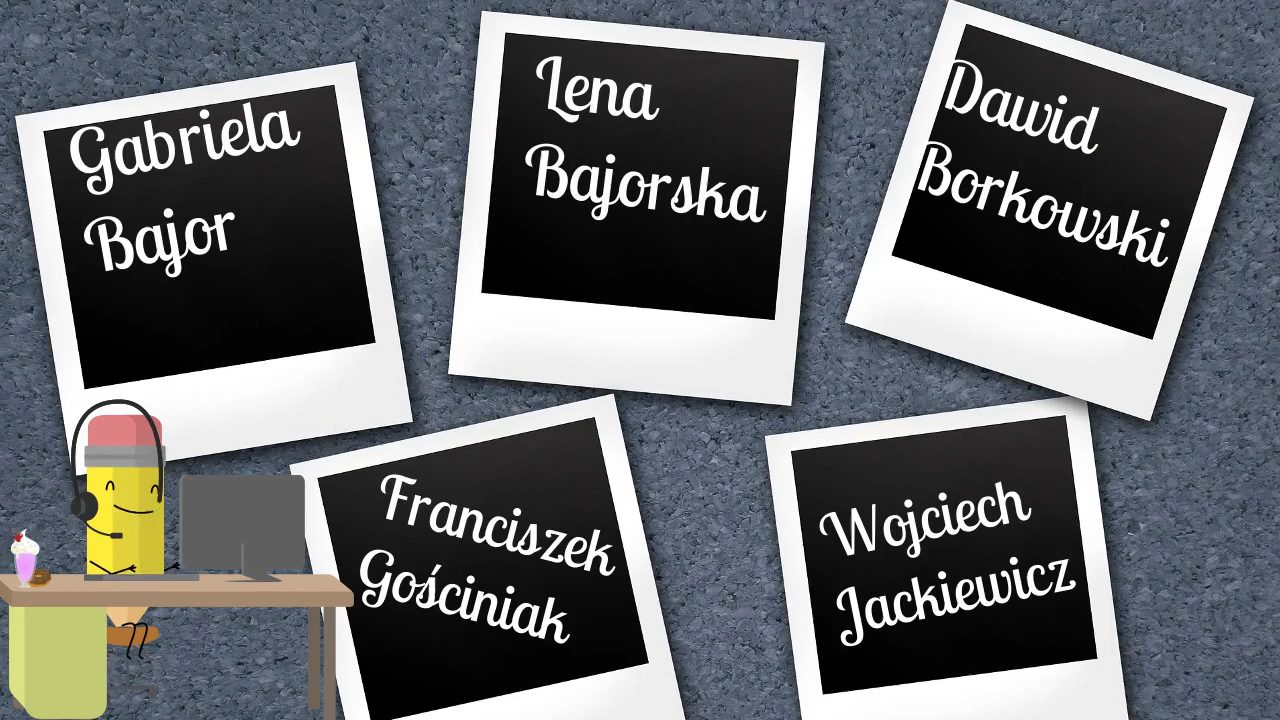 Gabriela
Bajor
Lena
Bajorska
Dawid
Borkowski
Franciszek
Gościniak
Wojciech
Jackiewicz